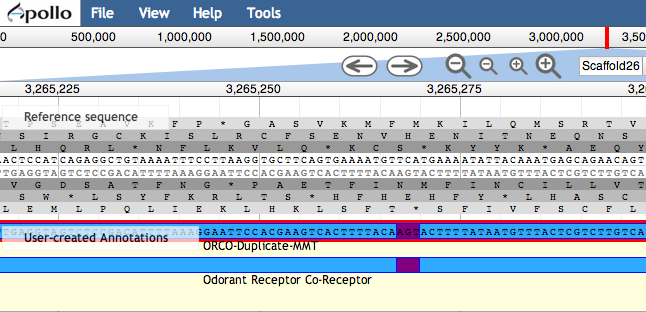 Apollo File View Help Tools
0 500,000 1,000,000 1,500,000 2,000,000 2,500,000 3,000,000 3,50
Scaffold26
3,265,225 3,265,250 3,265,275 3,2
Reference sequence
F P * G A S V K M F M K I L Q M S R T V
S I R G C K I S L R C F S E N V H E N I T N E Q N S
L H Q R L * N F L K V L Q * K C S * K Y Y K * A E Q Y
ACTCCATCAGAGGCTGTAAAATTTCCTTAAGGTGCTTCAGTGAAAATGTTCATGAAAATATTACAAATGAGCAGAACAGT
TGAGGTAGTCTCCGACATTTTAAAGGAATTCCACGAAGTCACTTTTACAAGTACTTTTATAATGTTTACTCGTCTTGTCA
V G D S A T F N G * P A E T F I N M F I N C I L L V T
S W * L S Y F K R L T S * H F H E H F Y * L H A S C
L E M L P Q L I E K L H K L S F T * S F I V F S C F L
GGAATTCCACGAAGTCACTTTTACAAGTACTTTTATAATGTTTACTCGTCTTGTCA
User-created Annotations
ORCO-Duplicate-MMT
Odorant Receptor Co-Receptor